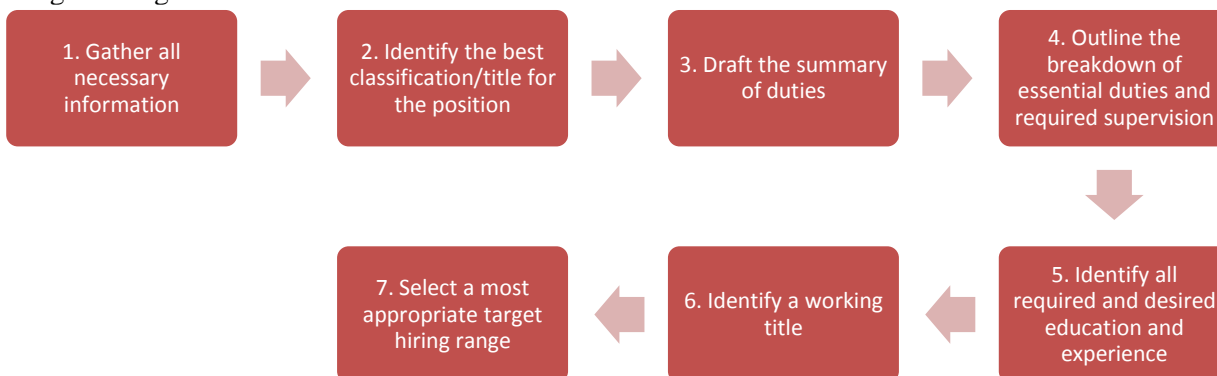 1. Gather all
necessary
information
2. Identify the best
classification/title for
the position
3. Draft the summary
of duties
4. Outline the
breakdown of
essential duties and
required supervision
5. Identify all
required and desired
education and
experience
6. Identify a working
title
7. Select a most
appropriate target
hiring range